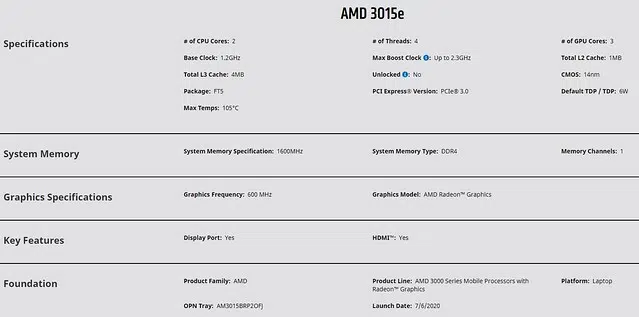 AMD 3015e
Specifications
# of CPU Cores: 2
# of Threads: 4
# of GPU Cores: 3
Base Clock: 1.2GHz
Max Boost Clock : Up to 2.3GHz
Total L2 Cache: 1MB
Total L3 Cache: 4MB
Unlocked : No
CMOS: 14nm
Package: FT5
PCI Express® Version: PCIe® 3.0
Default TDP / TDP: 6W
Max Temps: 105°C
System Memory
System Memory Specification: 1600MHz
System Memory Type: DDR4
Memory Channels: 1
Graphics Specifications
Graphics Frequency: 600 MHz
Graphics Model: AMD Radeon™ Graphics
Key Features
Display Port: Yes
HDMI™: Yes
Foundation
Product Family: AMD
Product Line: AMD 3000 Series Mobile Processors with
Radeon™ Graphics
Platform: Laptop
OPN Tray: AM3015BRP2OFJ
Launch Date: 7/6/2020